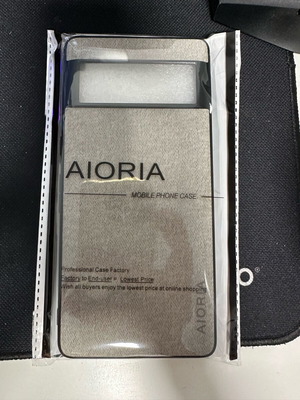 AIORIA
MOBILE PHONE CASE
Professional Case Factory
Factory to End-user = Lowest Price
Wish all buyers enjoy the lowest price at online shopping
AIORIA
o